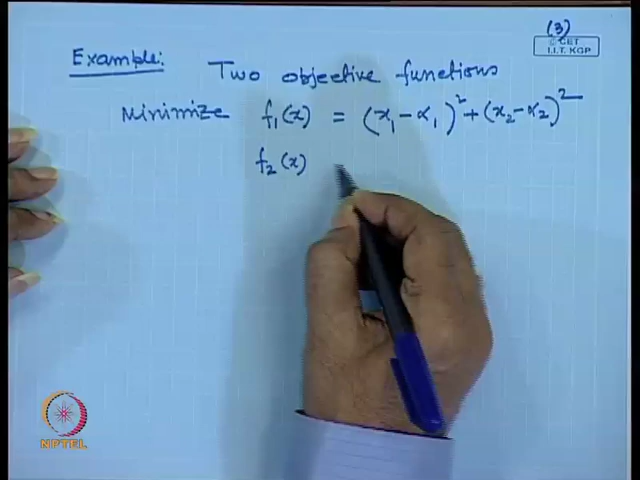 (3)
© CET
I.I.T. KGP
Example: Two objective functions
Minimize f₁(x) = (x₁ - α₁)² + (x₂ - α₂)²
f₂(x)
NPTEL